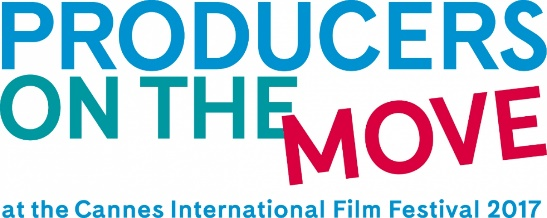 PRODUCERS
ON THE MOVE
at the Cannes International Film Festival 2017